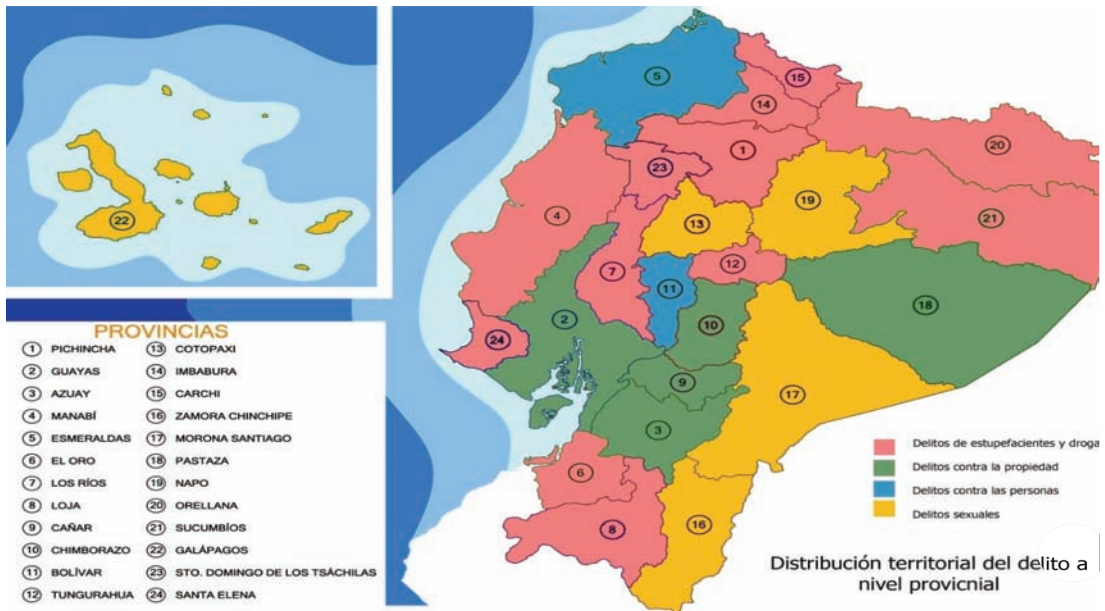 22
PROVINCIAS
1 PICHINCHA
2 GUAYAS
3 AZUAY
4 MANABÍ
5 ESMERALDAS
6 EL ORO
7 LOS RÍOS
8 LOJA
9 CAÑAR
10 CHIMBORAZO
11 BOLÍVAR
12 TUNGURAHUA
13 COTOPAXI
14 IMBABURA
15 CARCHI
16 ZAMORA CHINCHIPE
17 MORONA SANTIAGO
18 PASTAZA
19 NAPO
20 ORELLANA
21 SUCUMBÍOS
22 GALÁPAGOS
23 STO. DOMINGO DE LOS TSÁCHILAS
24 SANTA ELENA
5
15
14
20
1
23
19
4
21
13
12
7
11
18
2
10
24
9
17
3
6
16
8
Delitos de estupefacientes y droga
Delitos contra la propiedad
Delitos contra las personas
Delitos sexuales
Distribución territorial del delito a
nivel provicnial